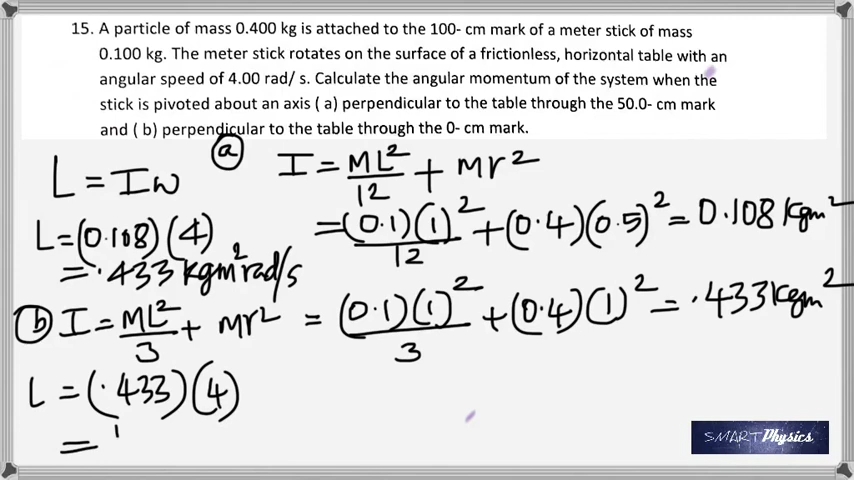 15. A particle of mass 0.400 kg is attached to the 100- cm mark of a meter stick of mass
0.100 kg. The meter stick rotates on the surface of a frictionless, horizontal table with an
angular speed of 4.00 rad/ s. Calculate the angular momentum of the system when the
stick is pivoted about an axis ( a) perpendicular to the table through the 50.0- cm mark
and ( b) perpendicular to the table through the 0- cm mark.
L = Iω
(a) I = ML²/12 + mr²
= (0.1)(1)²/12 + (0.4)(0.5)² = 0.108 kgm²
L = (0.108)(4)
= .433 kgm² rad/s
(b) I = ML²/3 + mr² = (0.1)(1)²/3 + (0.4)(1)² = .433 kgm²
L = (.433)(4)
=
SMART Physics